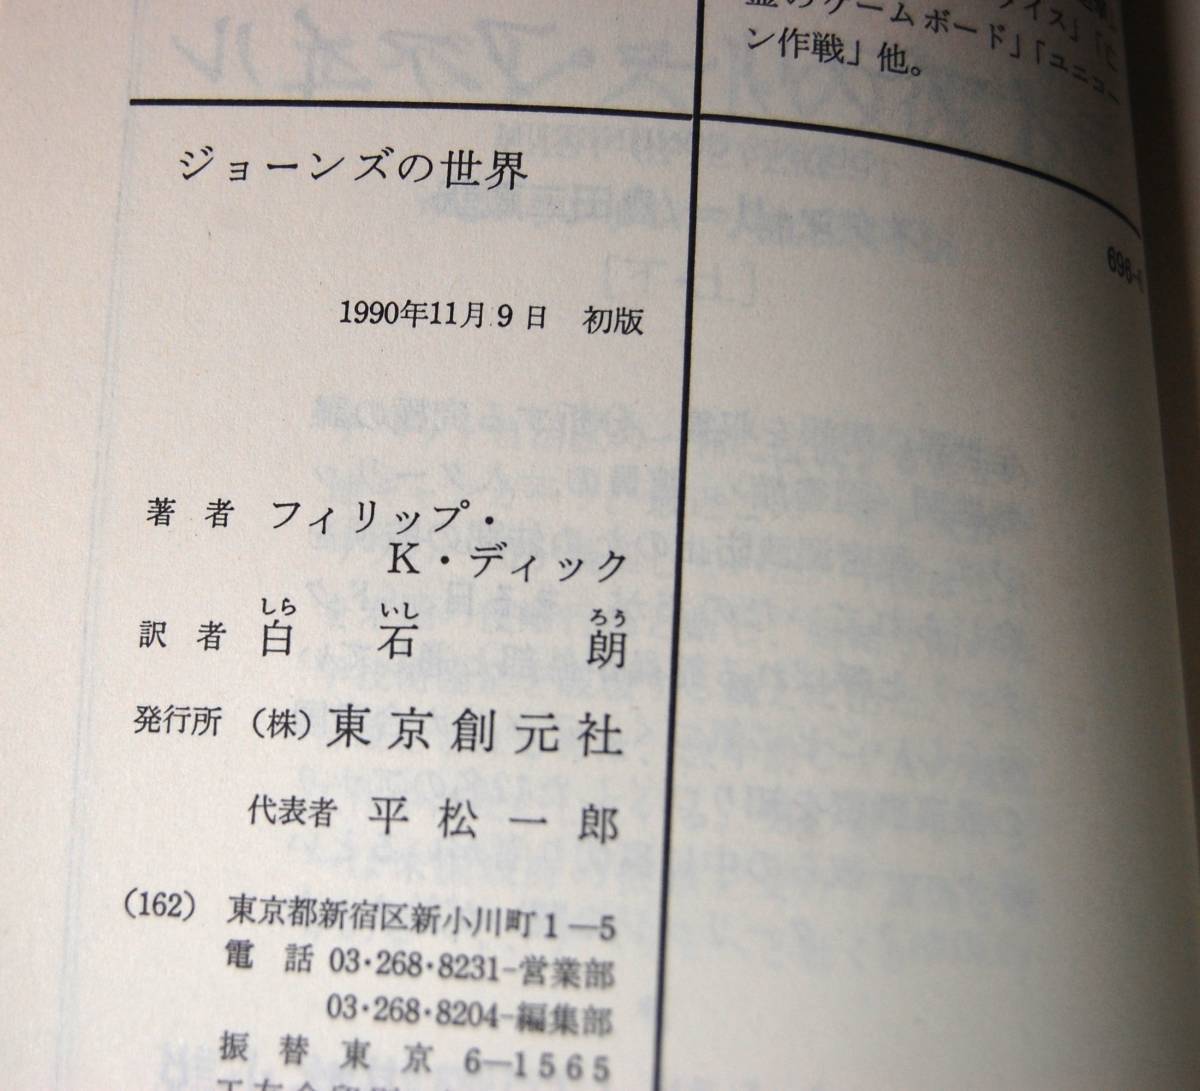 ン作戦」他。
ジョーンズの世界
1990年11月9日 初版
著者 フィリップ・
K・ディック
しら いし ろう
訳者 白石朗
発行所 (株)東京創元社
代表者 平松一郎
(162) 東京都新宿区新小川町1―5
電話 03・268・8231-営業部
03・268・8204-編集部
振替東京 6―1565